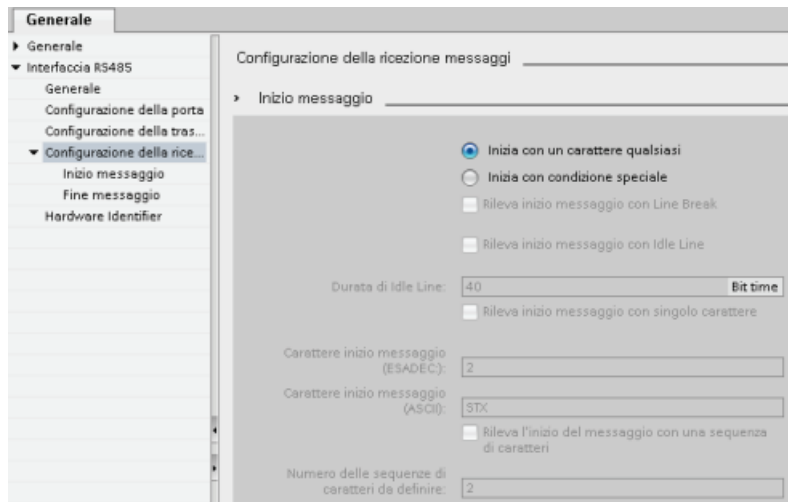 Generale
Generale
Interfaccia RS485
Generale
Configurazione della porta
Configurazione della tras...
Configurazione della rice...
Inizio messaggio
Fine messaggio
Hardware Identifier
Configurazione della ricezione messaggi
Inizio messaggio
Inizia con un carattere qualsiasi
Inizia con condizione speciale
Rileva inizio messaggio con Line Break
Rileva inizio messaggio con Idle Line
Durata di Idle Line: 40 Bit time
Rileva inizio messaggio con singolo carattere
Carattere inizio messaggio
(ESADEC): 2
Carattere inizio messaggio
(ASCII): STX
Rileva l'inizio del messaggio con una sequenza
di caratteri
Numero delle sequenze di
caratteri da definire: 2